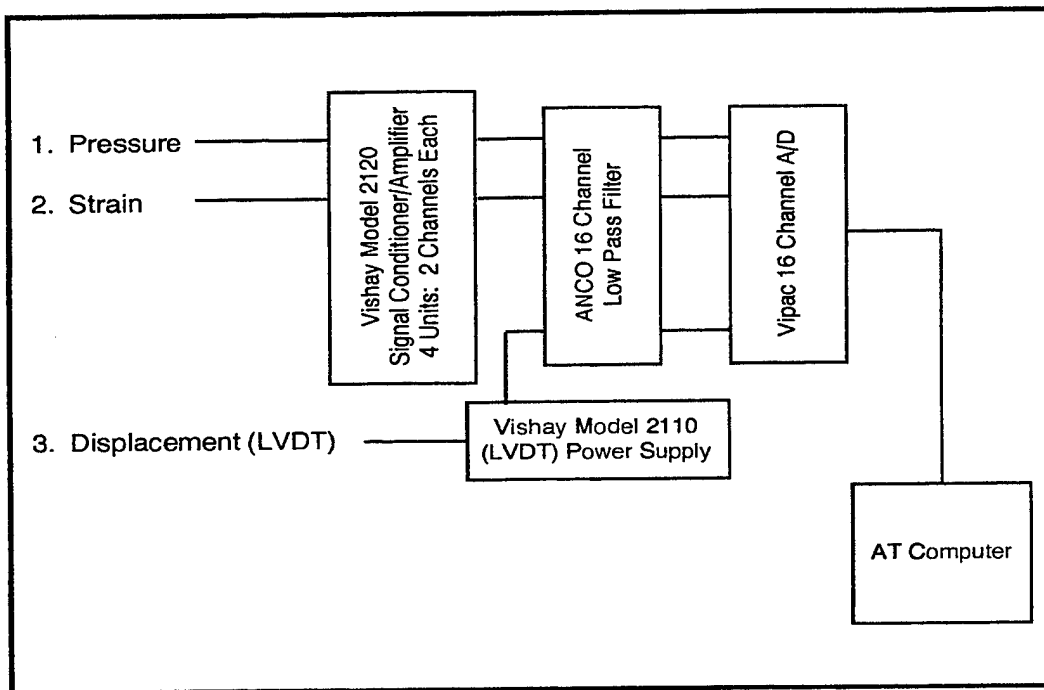 1. Pressure
2. Strain
Vishay Model 2120
Signal Conditioner/Amplifier
4 Units: 2 Channels Each
ANCO 16 Channel
Low Pass Filter
Vipac 16 Channel A/D
3. Displacement (LVDT)
Vishay Model 2110
(LVDT) Power Supply
AT Computer